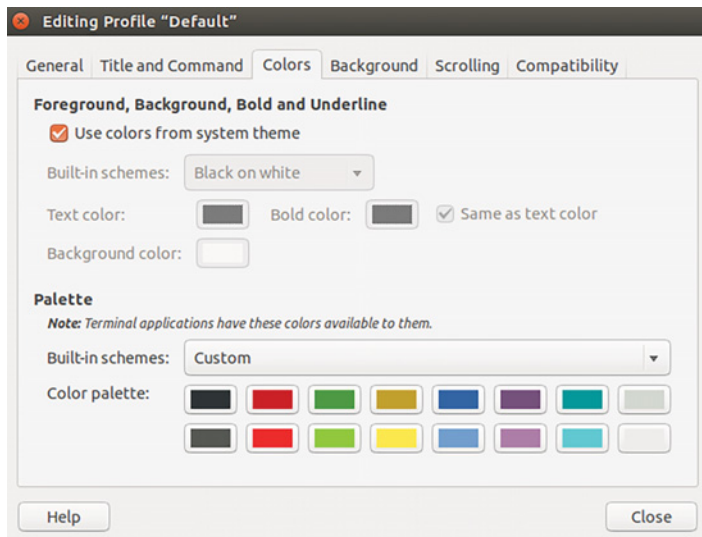 Editing Profile “Default”
General Title and Command Colors Background Scrolling Compatibility
Foreground, Background, Bold and Underline
Use colors from system theme
Built-in schemes: Black on white
Text color: Bold color: Same as text color
Background color:
Palette
Note: Terminal applications have these colors available to them.
Built-in schemes: Custom
Color palette:
Help Close